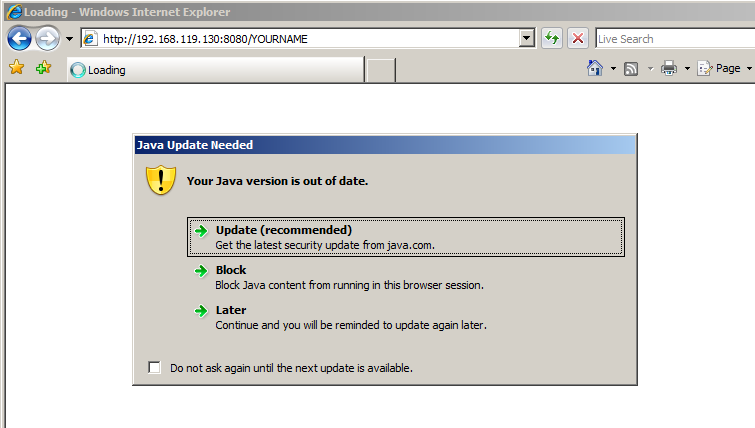 Loading - Windows Internet Explorer
http://192.168.119.130:8080/YOURNAME
Live Search
Loading
Page
Java Update Needed
Your Java version is out of date.
Update (recommended)
Get the latest security update from java.com.
Block
Block Java content from running in this browser session.
Later
Continue and you will be reminded to update again later.
Do not ask again until the next update is available.